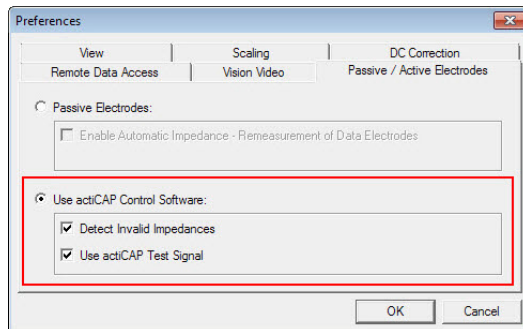 Preferences
View
Scaling
DC Correction
Remote Data Access
Vision Video
Passive / Active Electrodes
Passive Electrodes:
Enable Automatic Impedance - Remeasurement of Data Electrodes
Use actiCAP Control Software:
Detect Invalid Impedances
Use actiCAP Test Signal
OK
Cancel